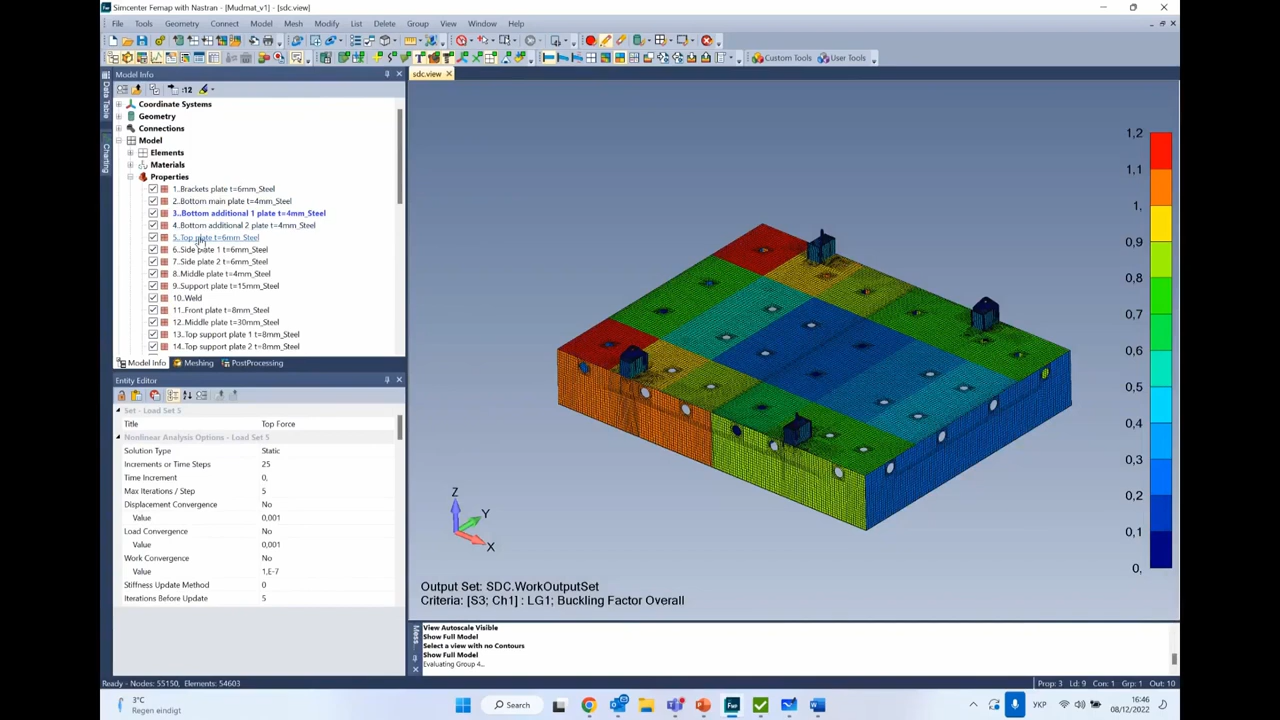 Simcenter Femap with Nastran - [Mudmat_v1] - [sdc.view]
File Tools Geometry Connect Model Mesh Modify List Delete Group View Window Help
Custom Tools User Tools
Model Info
sdc.view
Data Table
Charting
:12
Coordinate Systems
Geometry
Connections
Model
Elements
Materials
Properties
1..Brackets plate t=6mm_Steel
2..Bottom main plate t=4mm_Steel
3..Bottom additional 1 plate t=4mm_Steel
4..Bottom additional 2 plate t=4mm_Steel
5..Top plate t=6mm_Steel
6..Side plate 1 t=6mm_Steel
7..Side plate 2 t=6mm_Steel
8..Middle plate t=4mm_Steel
9..Support plate t=15mm_Steel
10..Weld
11..Front plate t=8mm_Steel
12..Middle plate t=30mm_Steel
13..Top support plate 1 t=8mm_Steel
14..Top support plate 2 t=8mm_Steel
Model Info Meshing PostProcessing
Entity Editor
Set - Load Set 5
Title Top Force
Nonlinear Analysis Options - Load Set 5
Solution Type Static
Increments or Time Steps 25
Time Increment 0,
Max Iterations / Step 5
Displacement Convergence No
Value 0,001
Load Convergence No
Value 0,001
Work Convergence No
Value 1,E-7
Stiffness Update Method 0
Iterations Before Update 5
1,2
1,1
1,
0,9
0,8
0,7
0,6
0,5
0,4
0,3
0,2
0,1
0,
Z
Y
X
Output Set: SDC.WorkOutputSet
Criteria: [S3; Ch1] : LG1; Buckling Factor Overall
Mess...
View Autoscale Visible
Show Full Model
Select a view with no Contours
Show Full Model
Evaluating Group 4...
Ready - Nodes: 55150, Elements: 54603
Prop: 3 Ld: 9 Con: 1 Grp: 1 Out: 10
3°C
Regen eindigt
Search
УКР
16:46
08/12/2022